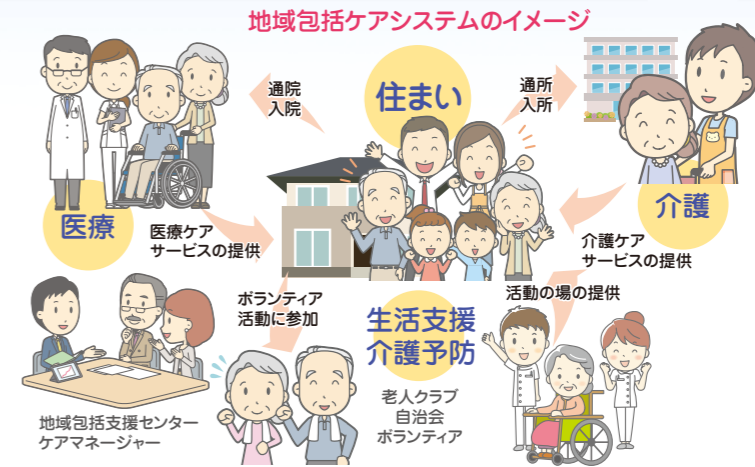 地域包括ケアシステムのイメージ
通院
入院
住まい
通所
入所
医療
医療ケア
サービスの提供
介護
介護ケア
サービスの提供
ボランティア
活動に参加
生活支援
介護予防
活動の場の提供
老人クラブ
自治会
ボランティア
地域包括支援センター
ケアマネージャー